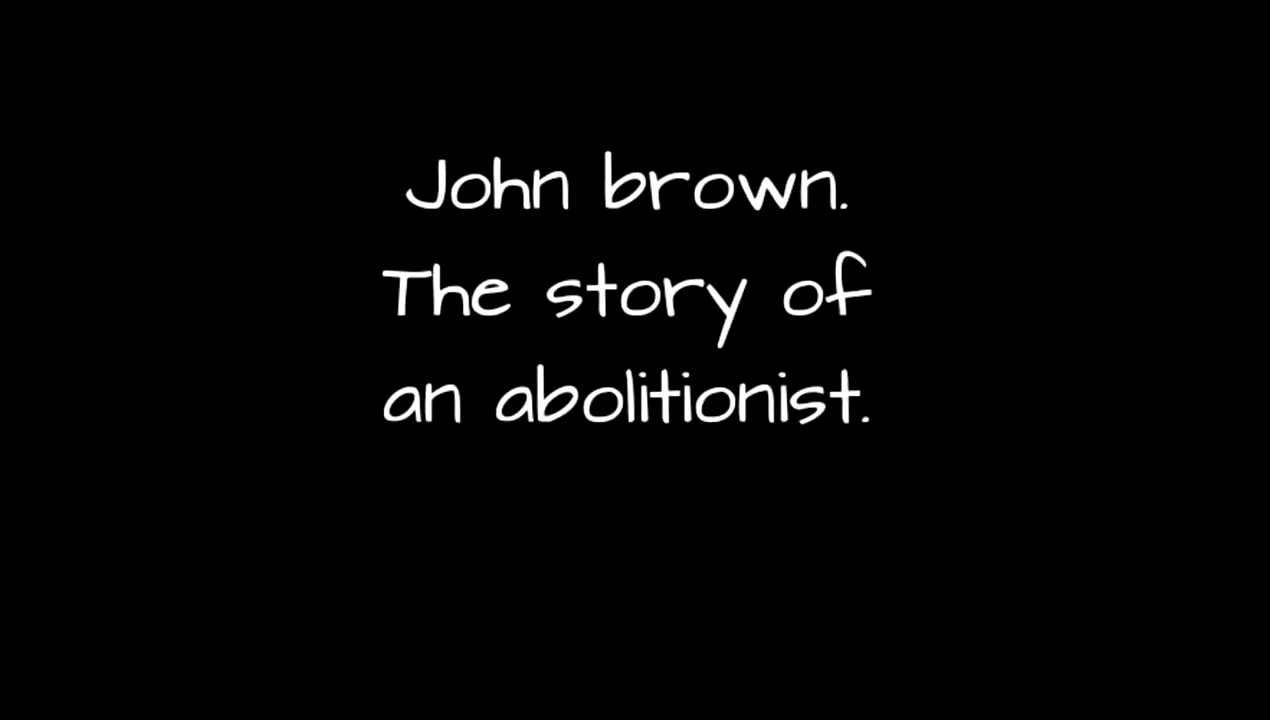 John brown.
The story of
an abolitionist.